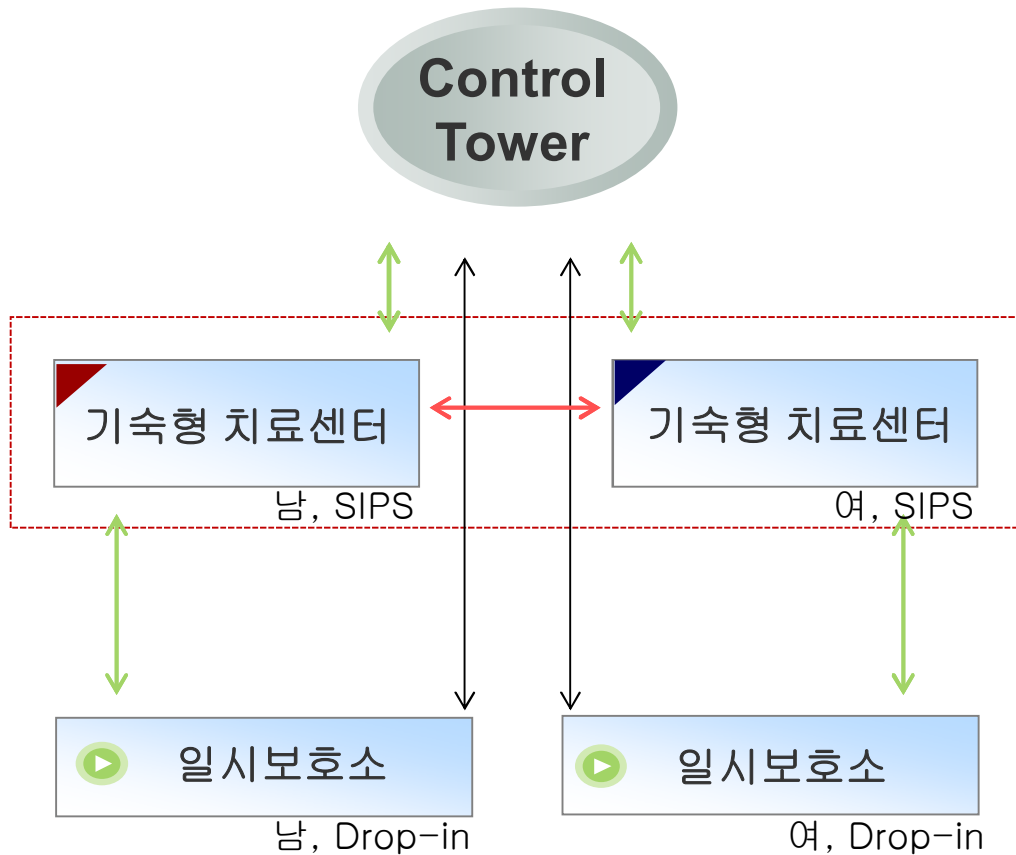 Control
Tower
기숙형 치료센터
기숙형 치료센터
남, SIPS
여, SIPS
일시보호소
일시보호소
남, Drop-in
여, Drop-in